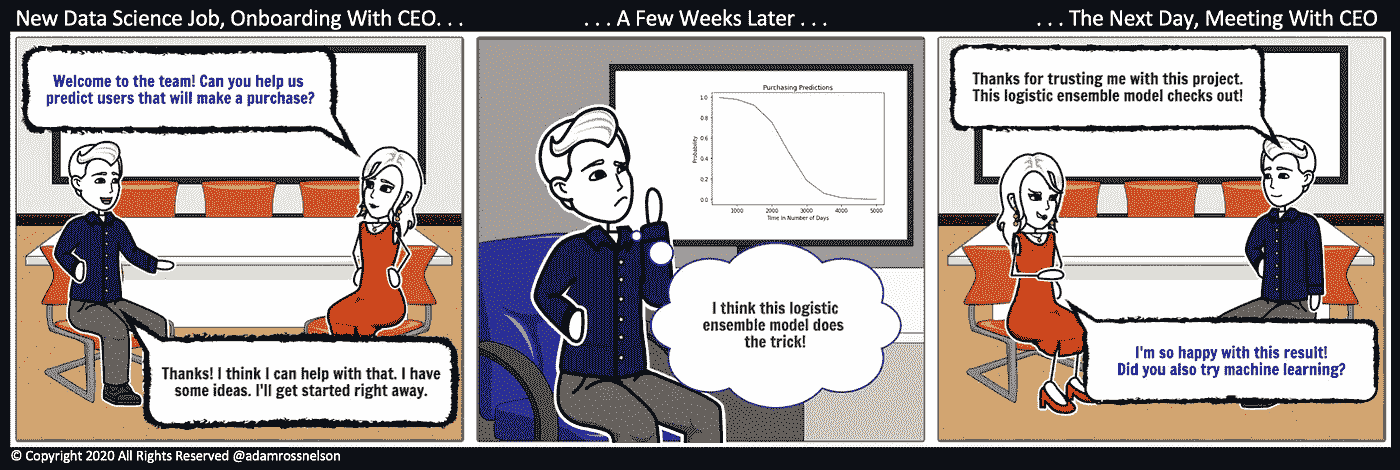 New Data Science Job, Onboarding With CEO. . .
. . . A Few Weeks Later . . .
. . . The Next Day, Meeting With CEO
Welcome to the team! Can you help us
predict users that will make a purchase?
Thanks! I think I can help with that. I have
some ideas. I'll get started right away.
Purchasing Predictions
1.0
0.8
0.6
0.4
0.2
0.0
Probability
1000 2000 3000 4000 5000
Time In Number of Days
I think this logistic
ensemble model does
the trick!
Thanks for trusting me with this project.
This logistic ensemble model checks out!
I'm so happy with this result!
Did you also try machine learning?
© Copyright 2020 All Rights Reserved @adamrossnelson